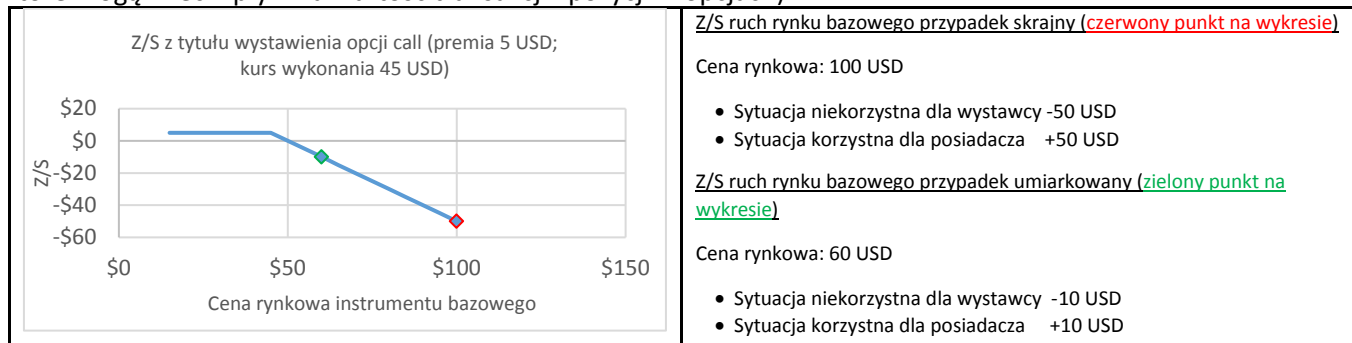 Z/S z tytułu wystawienia opcji call (premia 5 USD;
kurs wykonania 45 USD)
$20
$0
-$20
-$40
-$60
Z/S
$0
$50
$100
$150
Cena rynkowa instrumentu bazowego
Z/S ruch rynku bazowego przypadek skrajny (czerwony punkt na wykresie)
Cena rynkowa: 100 USD
• Sytuacja niekorzystna dla wystawcy -50 USD
• Sytuacja korzystna dla posiadacza +50 USD
Z/S ruch rynku bazowego przypadek umiarkowany (zielony punkt na
wykresie)
Cena rynkowa: 60 USD
• Sytuacja niekorzystna dla wystawcy -10 USD
• Sytuacja korzystna dla posiadacza +10 USD